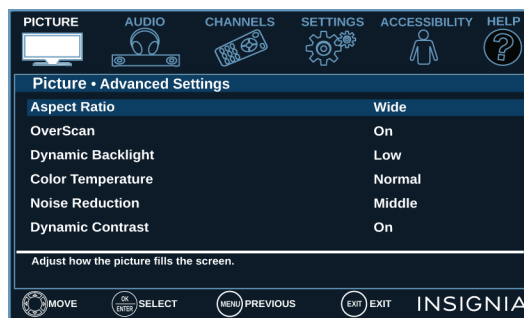 PICTURE AUDIO CHANNELS SETTINGS ACCESSIBILITY HELP
?
Picture • Advanced Settings
Aspect Ratio Wide
OverScan On
Dynamic Backlight Low
Color Temperature Normal
Noise Reduction Middle
Dynamic Contrast On
Adjust how the picture fills the screen.
MOVE OK ENTER SELECT MENU PREVIOUS EXIT EXIT INSIGNIA